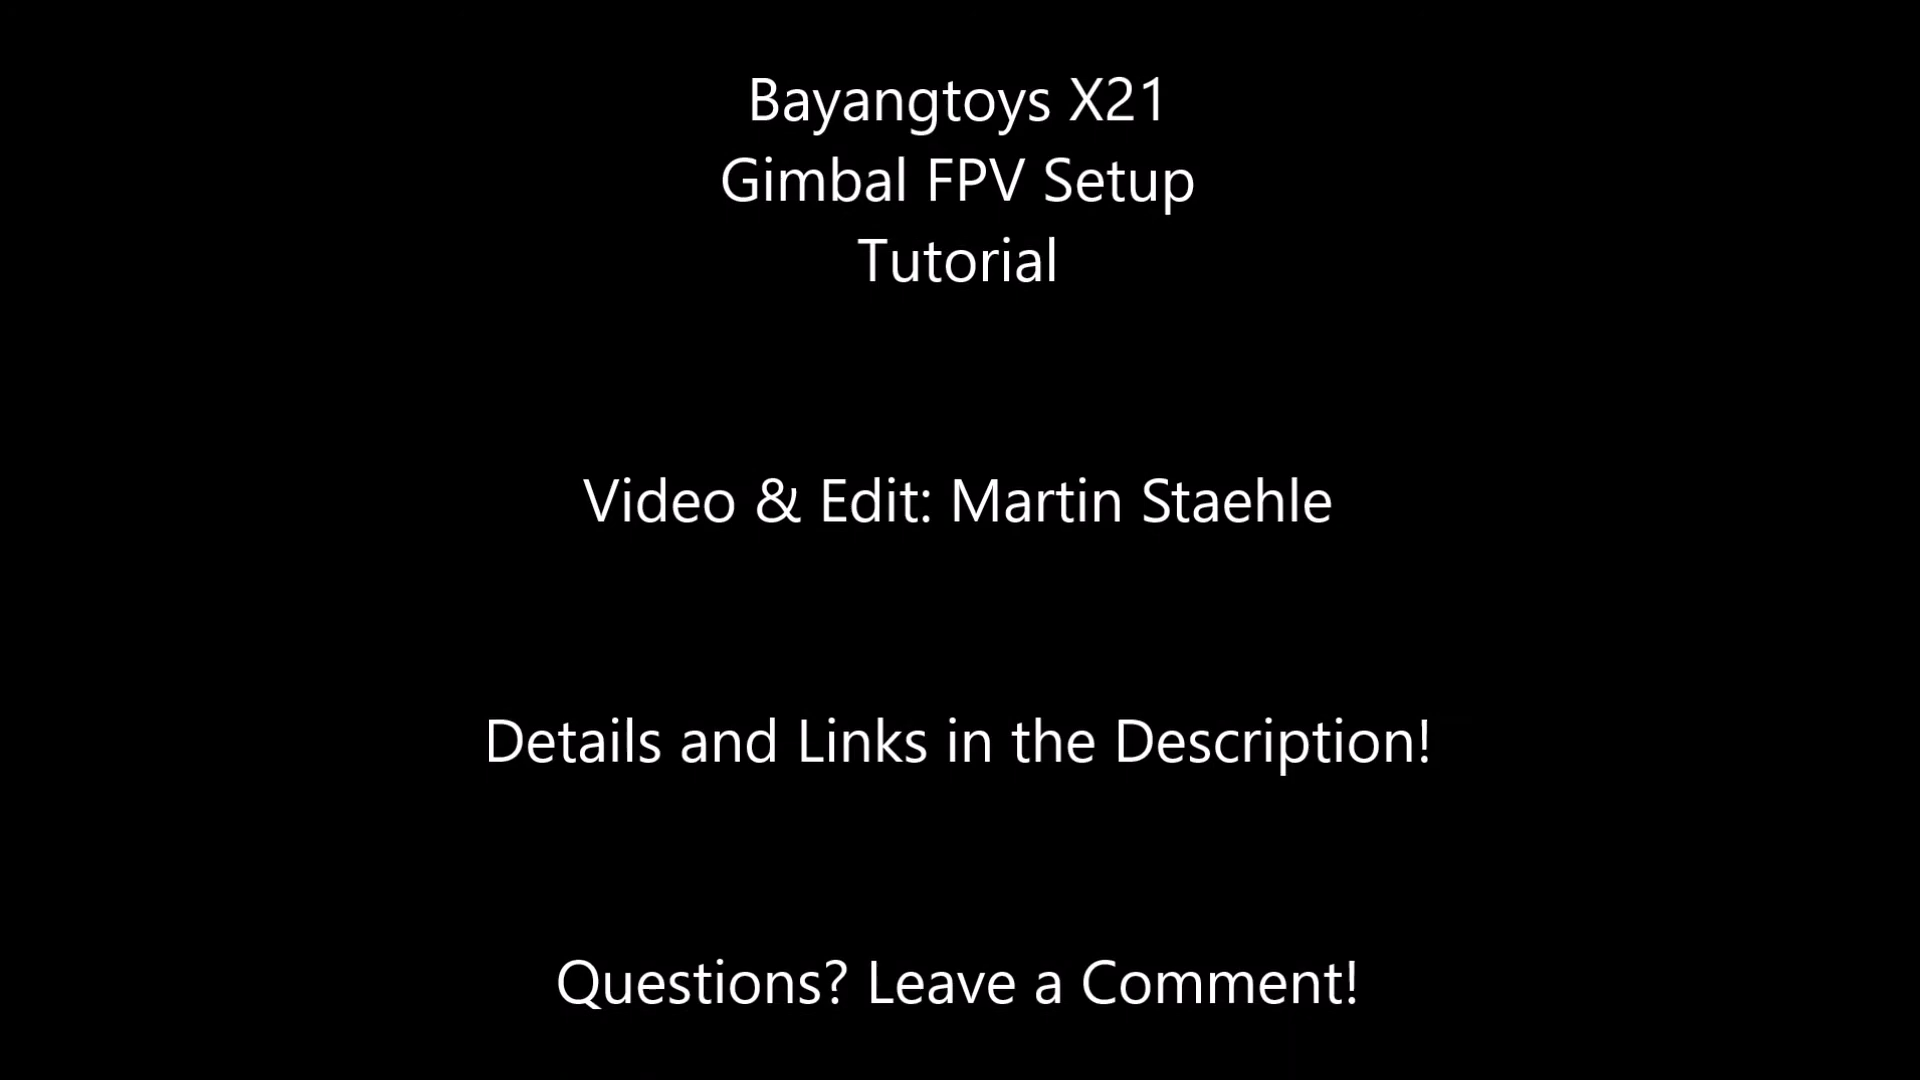 Bayangtoys X21
Gimbal FPV Setup
Tutorial
Video & Edit: Martin Staehle
Details and Links in the Description!
Questions? Leave a Comment!